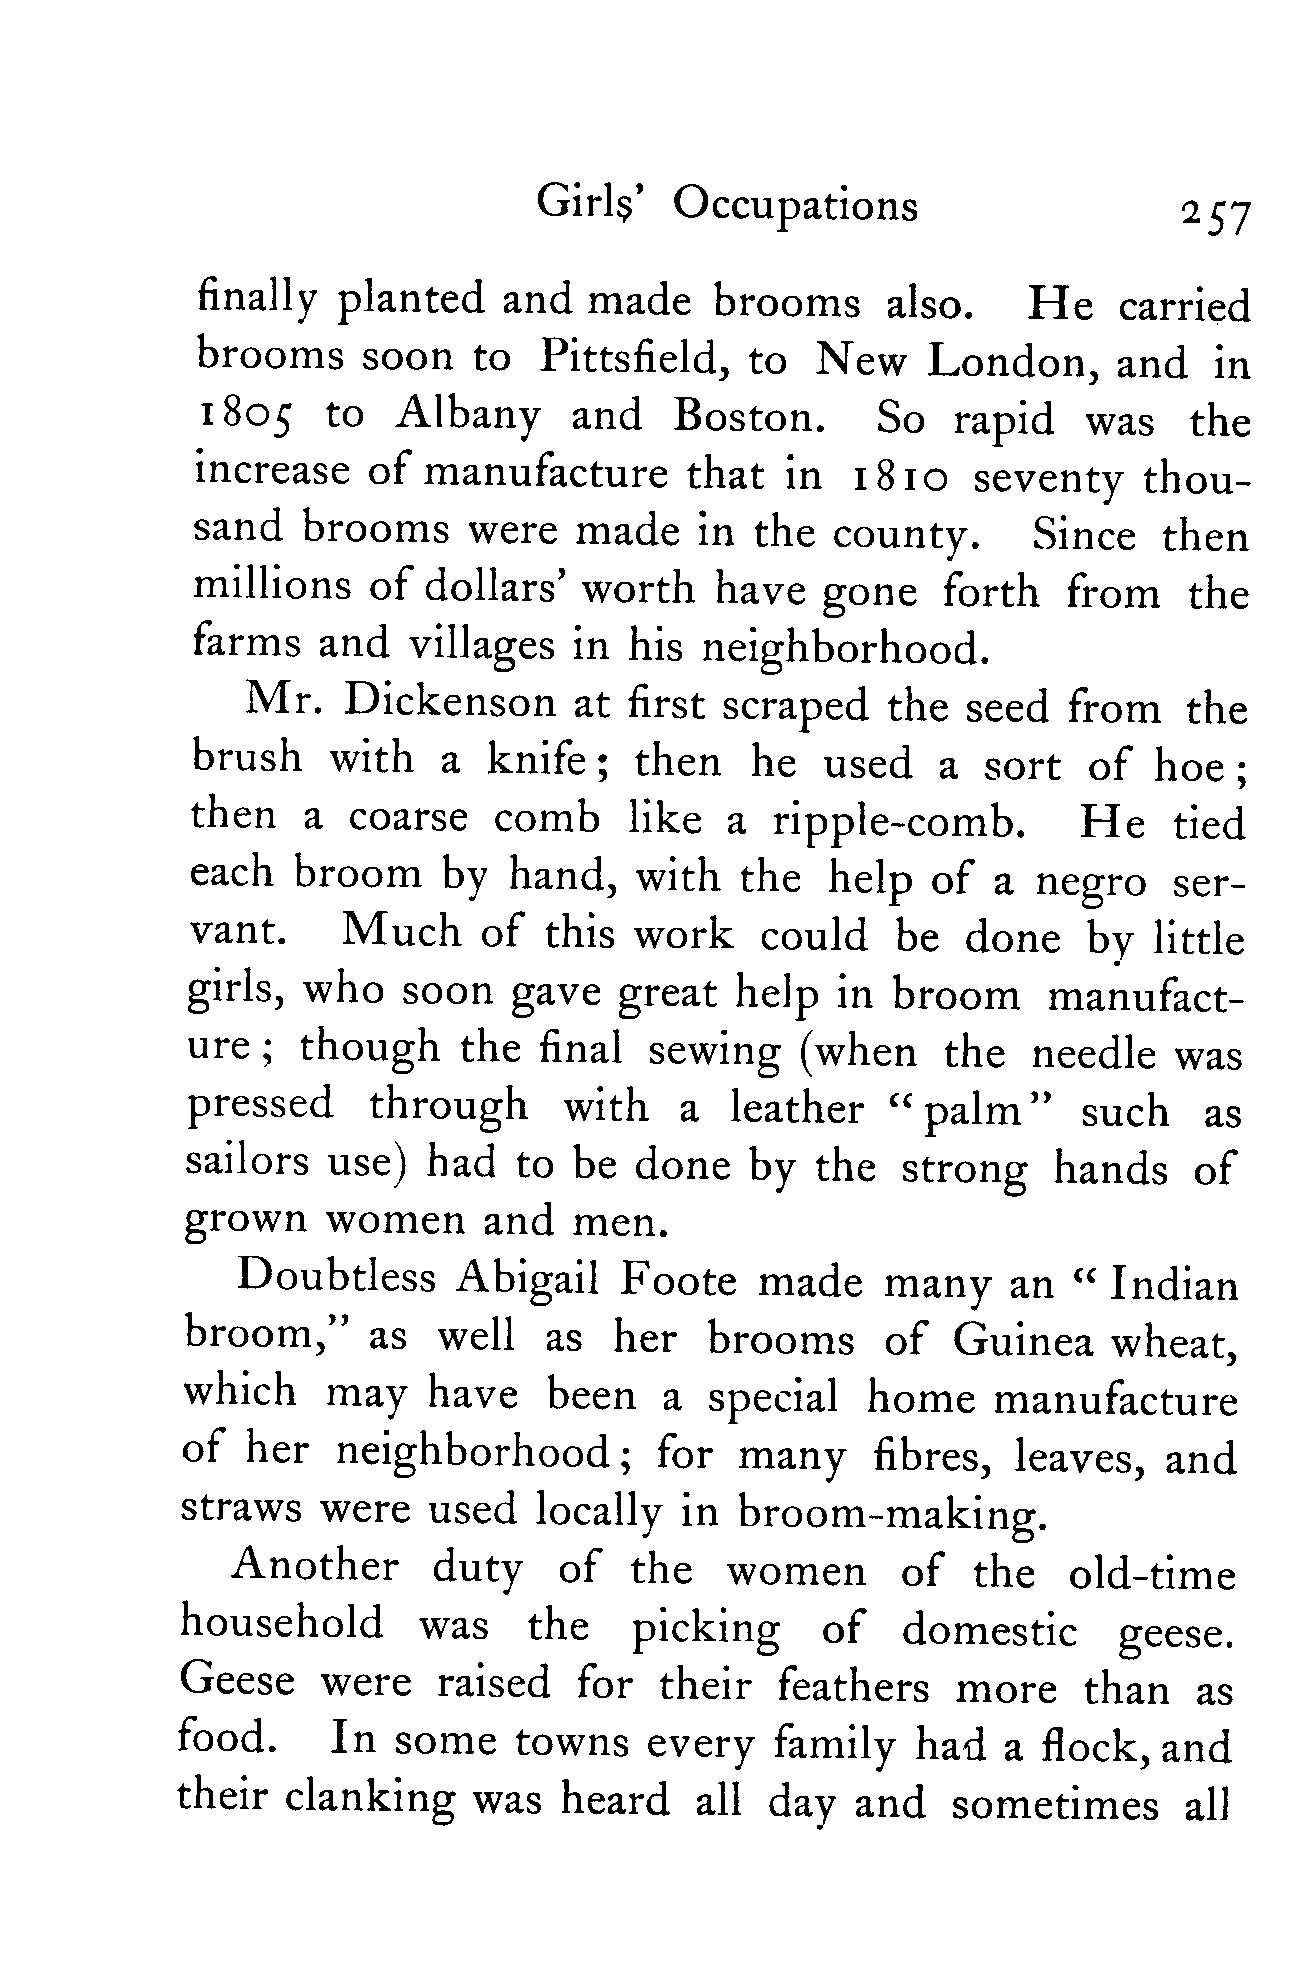 Girls' Occupations 257
finally planted and made brooms also. He carried
brooms soon to Pittsfield, to New London, and in
1805 to Albany and Boston. So rapid was the
increase of manufacture that in 1810 seventy thou-
sand brooms were made in the county. Since then
millions of dollars' worth have gone forth from the
farms and villages in his neighborhood.
Mr. Dickenson at first scraped the seed from the
brush with a knife; then he used a sort of hoe;
then a coarse comb like a ripple-comb. He tied
each broom by hand, with the help of a negro ser-
vant. Much of this work could be done by little
girls, who soon gave great help in broom manufact-
ure; though the final sewing (when the needle was
pressed through with a leather "palm" such as
sailors use) had to be done by the strong hands of
grown women and men.
Doubtless Abigail Foote made many an "Indian
broom," as well as her brooms of Guinea wheat,
which may have been a special home manufacture
of her neighborhood; for many fibres, leaves, and
straws were used locally in broom-making.
Another duty of the women of the old-time
household was the picking of domestic geese.
Geese were raised for their feathers more than as
food. In some towns every family had a flock, and
their clanking was heard all day and sometimes all